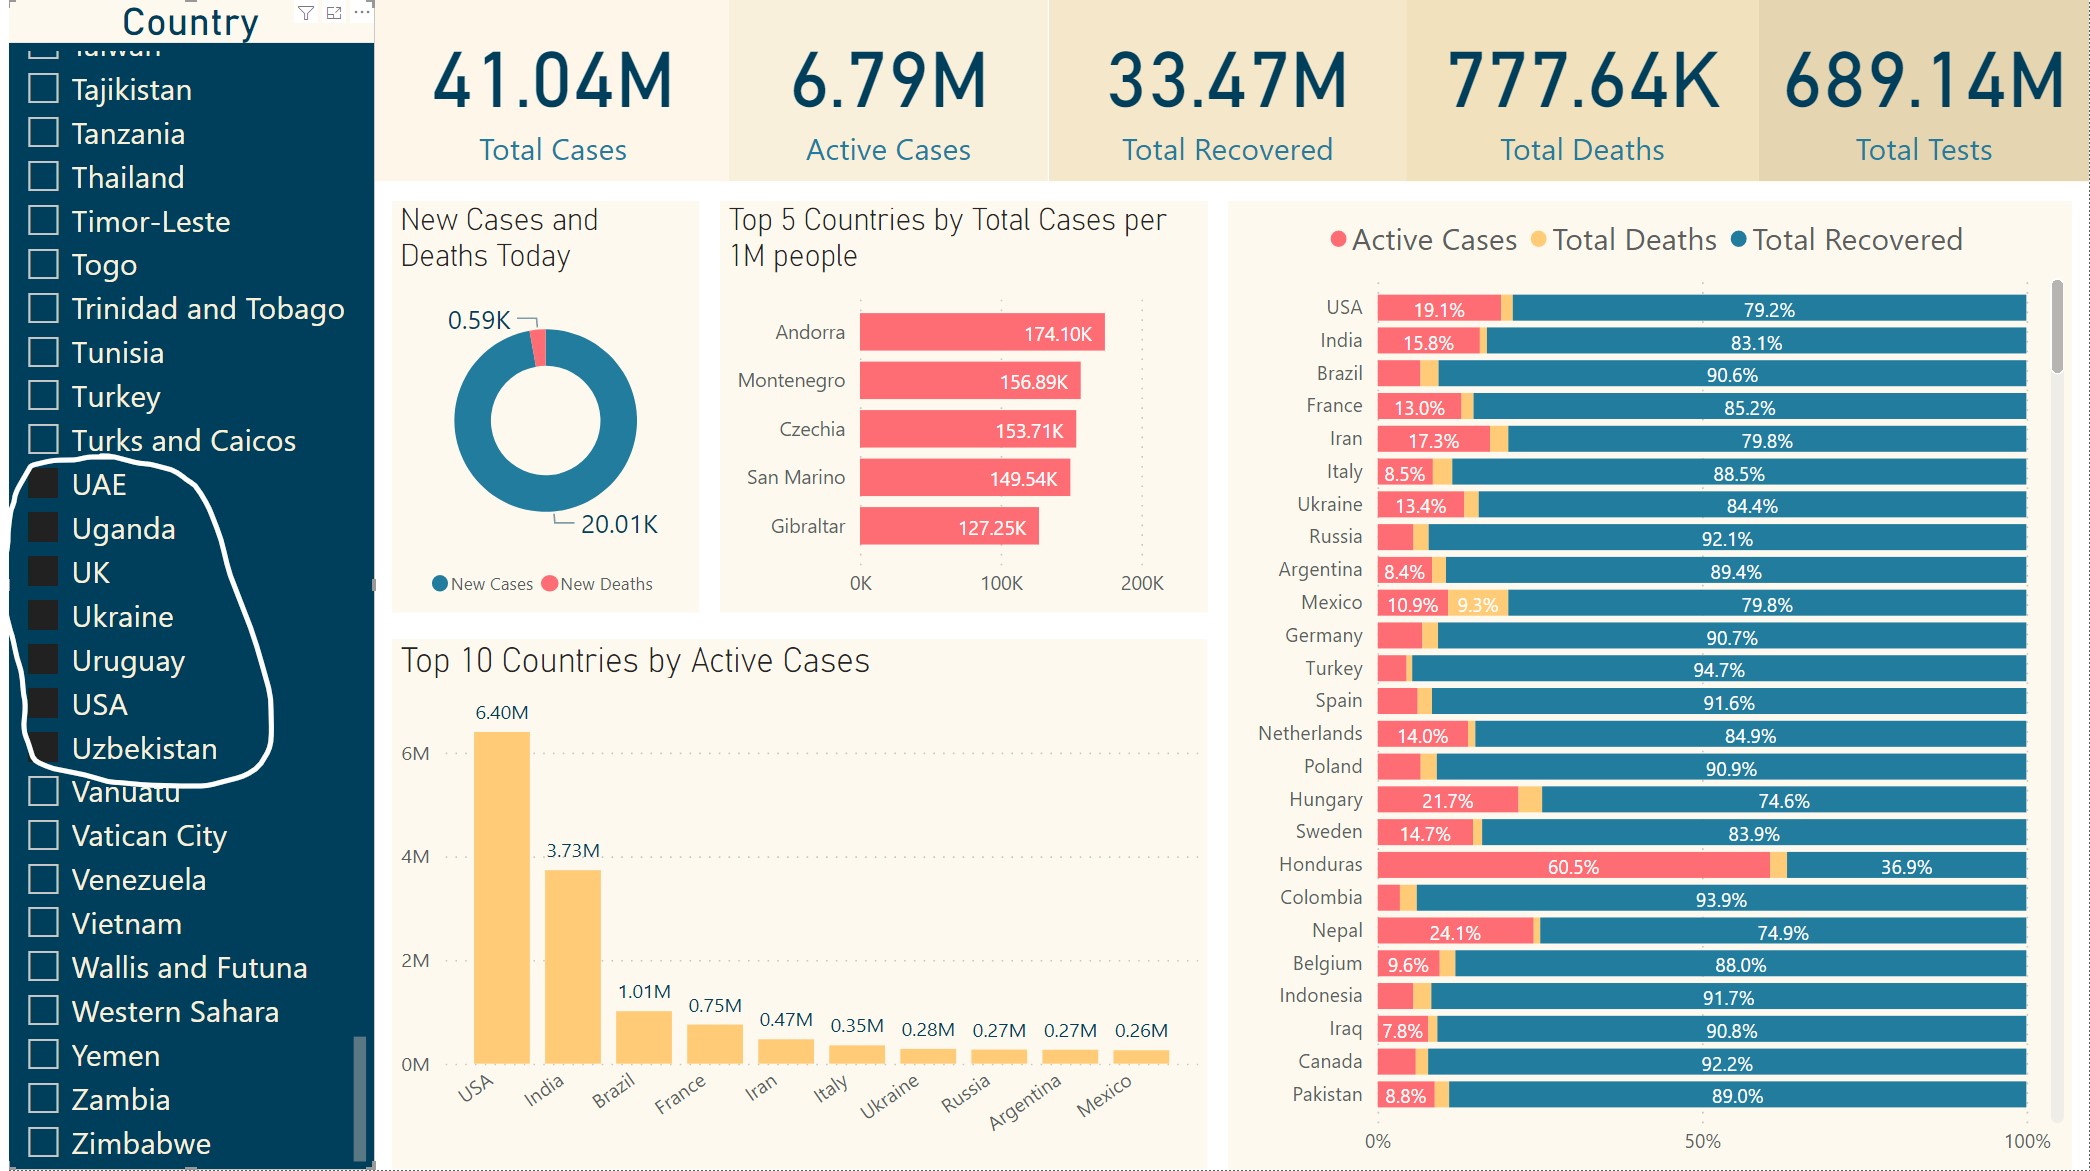 Country
Taiwan
Tajikistan
Tanzania
Thailand
Timor-Leste
Togo
Trinidad and Tobago
Tunisia
Turkey
Turks and Caicos
UAE
Uganda
UK
Ukraine
Uruguay
USA
Uzbekistan
Vanuatu
Vatican City
Venezuela
Vietnam
Wallis and Futuna
Western Sahara
Yemen
Zambia
Zimbabwe
41.04M
Total Cases
6.79M
Active Cases
33.47M
Total Recovered
777.64K
Total Deaths
689.14M
Total Tests
New Cases and
Deaths Today
0.59K
20.01K
New Cases New Deaths
Top 5 Countries by Total Cases per
1M people
Andorra 174.10K
Montenegro 156.89K
Czechia 153.71K
San Marino 149.54K
Gibraltar 127.25K
0K 100K 200K
Top 10 Countries by Active Cases
6M
4M
2M
0M
6.40M
3.73M
1.01M
0.75M
0.47M
0.35M
0.28M
0.27M
0.27M
0.26M
USA
India
Brazil
France
Iran
Italy
Ukraine
Russia
Argentina
Mexico
Active Cases Total Deaths Total Recovered
USA 19.1% 79.2%
India 15.8% 83.1%
Brazil 90.6%
France 13.0% 85.2%
Iran 17.3% 79.8%
Italy 8.5% 88.5%
Ukraine 13.4% 84.4%
Russia 92.1%
Argentina 8.4% 89.4%
Mexico 10.9% 9.3% 79.8%
Germany 90.7%
Turkey 94.7%
Spain 91.6%
Netherlands 14.0% 84.9%
Poland 90.9%
Hungary 21.7% 74.6%
Sweden 14.7% 83.9%
Honduras 60.5% 36.9%
Colombia 93.9%
Nepal 24.1% 74.9%
Belgium 9.6% 88.0%
Indonesia 91.7%
Iraq 7.8% 90.8%
Canada 92.2%
Pakistan 8.8% 89.0%
0% 50% 100%